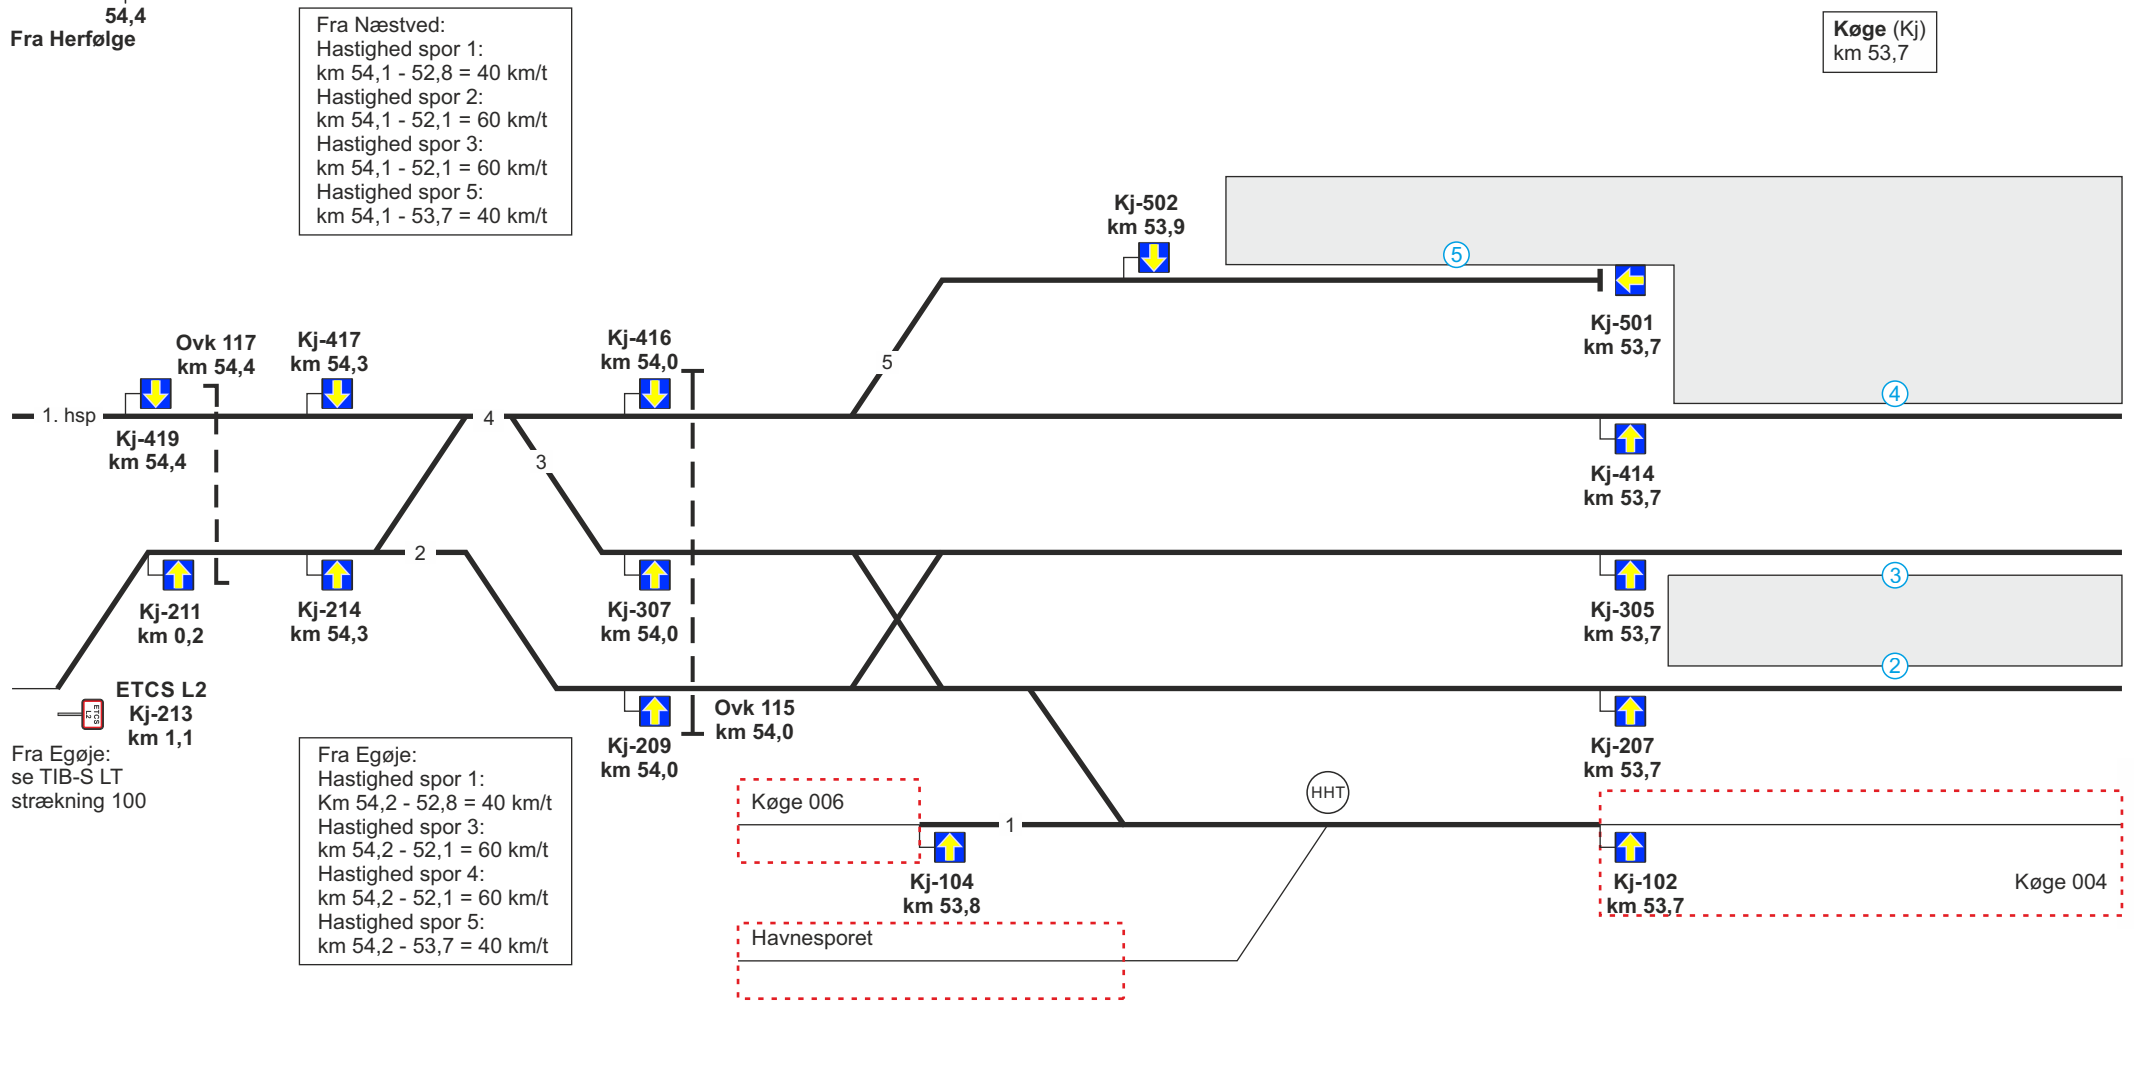 54,4
Fra Herfølge
Fra Næstved:
Hastighed spor 1:
km 54,1 - 52,8 = 40 km/t
Hastighed spor 2:
km 54,1 - 52,1 = 60 km/t
Hastighed spor 3:
km 54,1 - 52,1 = 60 km/t
Hastighed spor 5:
km 54,1 - 53,7 = 40 km/t
Køge (Kj)
km 53,7
Kj-502
km 53,9
5
Kj-501
km 53,7
Ovk 117
km 54,4
Kj-417
km 54,3
Kj-416
km 54,0
5
4
1. hsp
4
Kj-419
km 54,4
3
Kj-414
km 53,7
2
3
Kj-211
km 0,2
Kj-214
km 54,3
Kj-307
km 54,0
Kj-305
km 53,7
2
ETCS L2
Kj-213
km 1,1
ETCS
L2
Fra Egøje:
se TIB-S LT
strækning 100
Ovk 115
km 54,0
Kj-209
km 54,0
Kj-207
km 53,7
Fra Egøje:
Hastighed spor 1:
Km 54,2 - 52,8 = 40 km/t
Hastighed spor 3:
km 54,2 - 52,1 = 60 km/t
Hastighed spor 4:
km 54,2 - 52,1 = 60 km/t
Hastighed spor 5:
km 54,2 - 53,7 = 40 km/t
Køge 006
HHT
1
Kj-104
km 53,8
Kj-102
km 53,7
Køge 004
Havnesporet